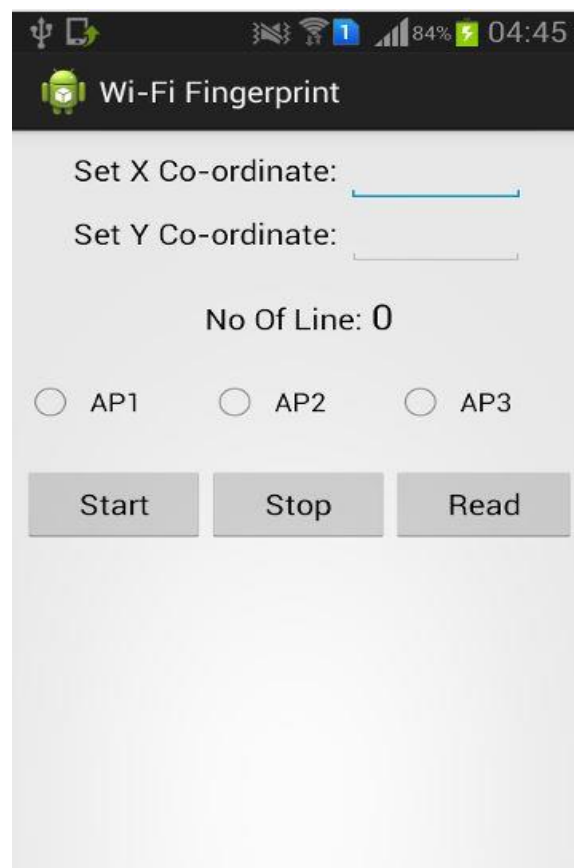 1 84% 04:45
Wi-Fi Fingerprint
Set X Co-ordinate:
Set Y Co-ordinate:
No Of Line: 0
AP1 AP2 AP3
Start Stop Read